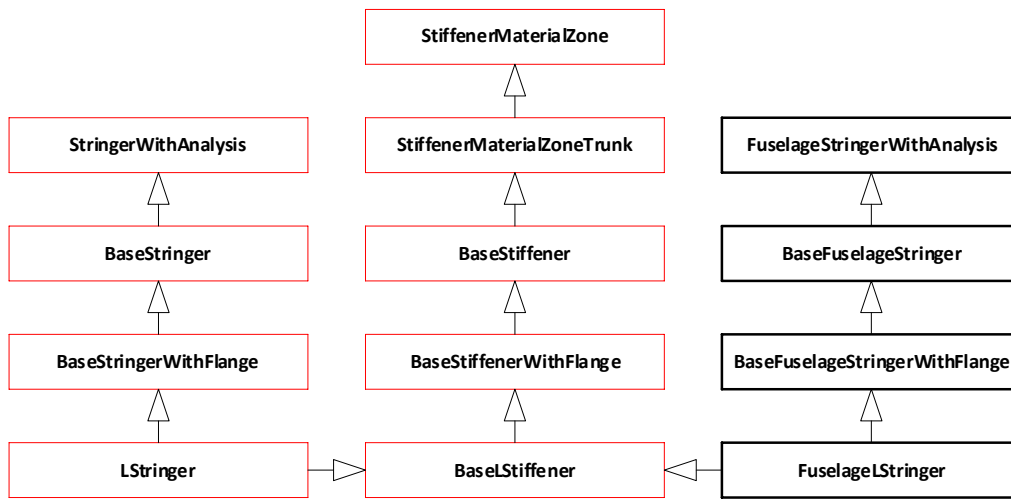 StiffenerMaterialZone
StringerWithAnalysis
StiffenerMaterialZoneTrunk
FuselageStringerWithAnalysis
BaseStringer
BaseStiffener
BaseFuselageStringer
BaseStringerWithFlange
BaseStiffenerWithFlange
BaseFuselageStringerWithFlange
LStringer
BaseLStiffener
FuselageLStringer